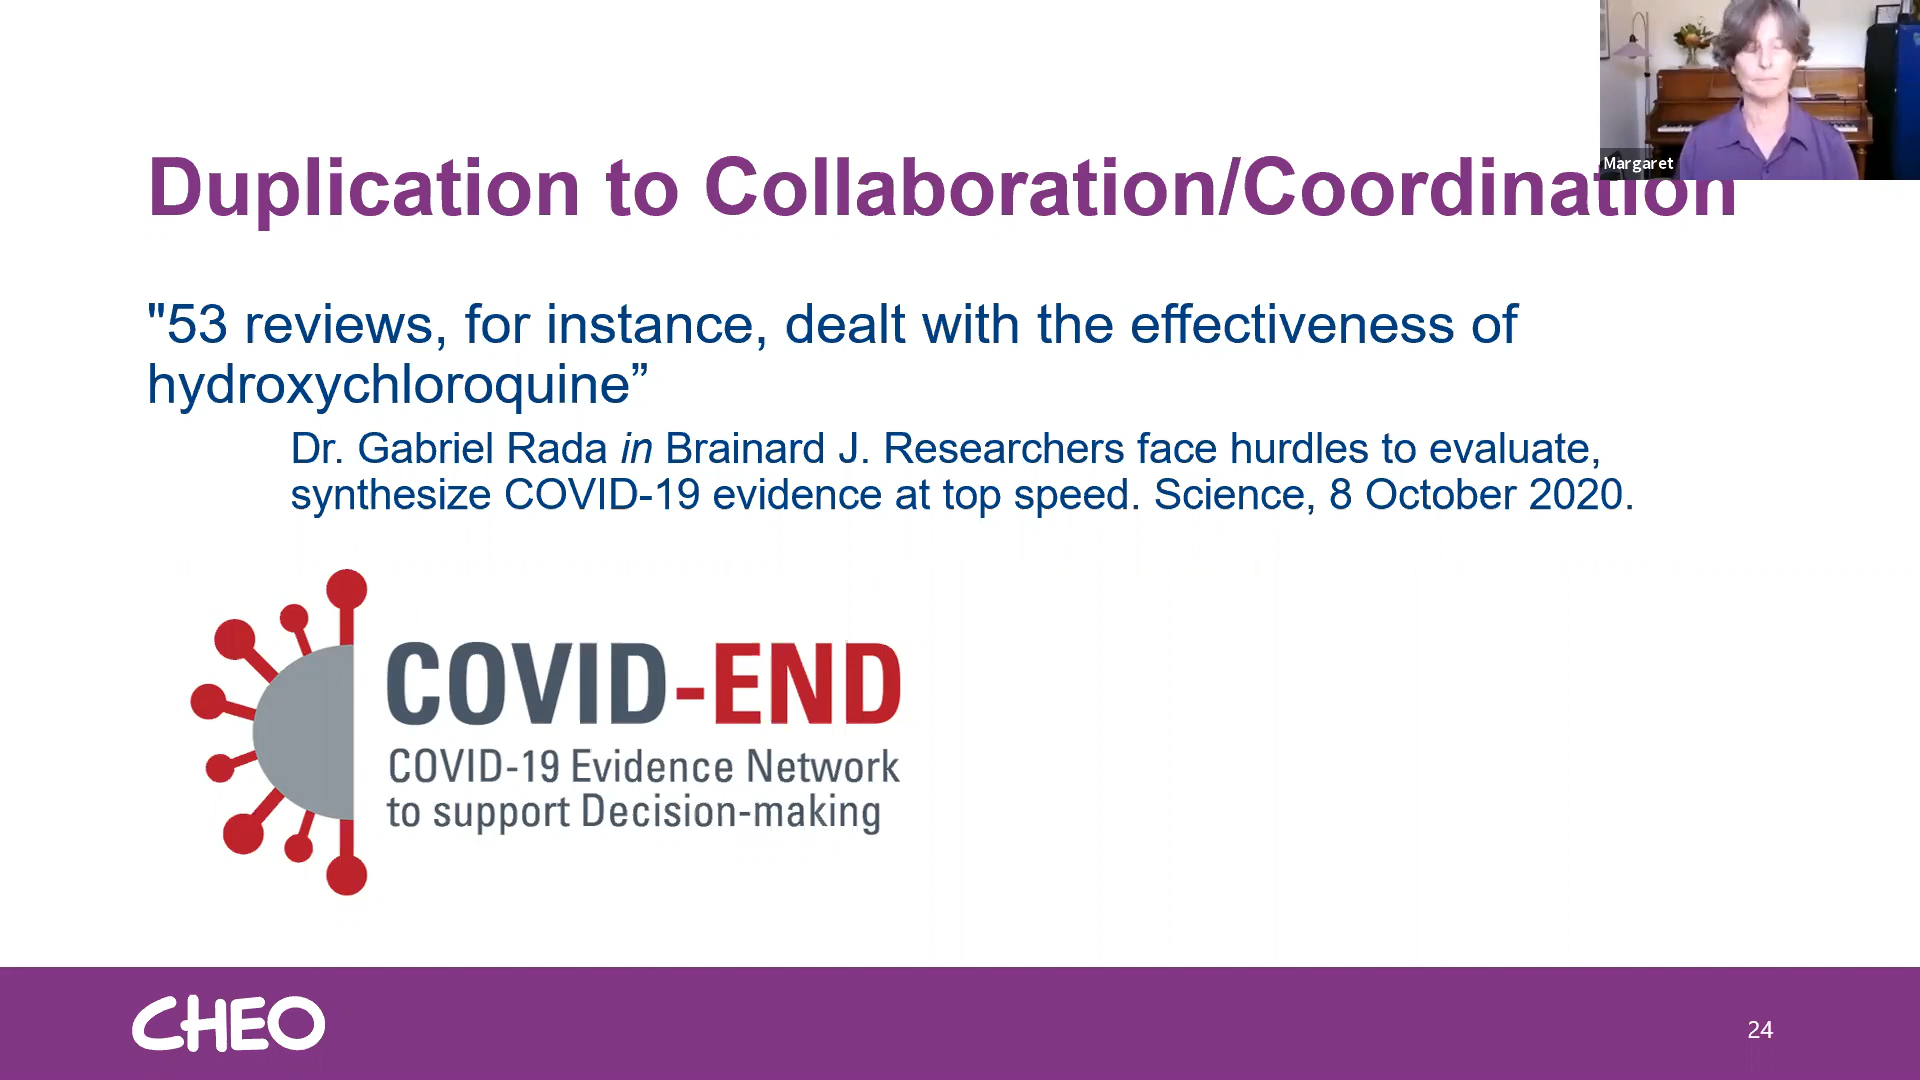 Margaret
Duplication to Collaboration/Coordination
"53 reviews, for instance, dealt with the effectiveness of
hydroxychloroquine”
Dr. Gabriel Rada in Brainard J. Researchers face hurdles to evaluate,
synthesize COVID-19 evidence at top speed. Science, 8 October 2020.
COVID-END
COVID-19 Evidence Network
to support Decision-making
CHEO
24